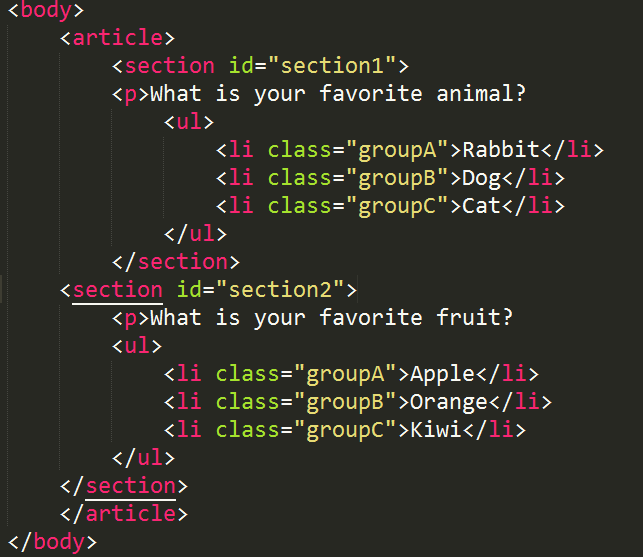 <body>
<article>
<section id="section1">
<p>What is your favorite animal?
<ul>
<li class="groupA">Rabbit</li>
<li class="groupB">Dog</li>
<li class="groupC">Cat</li>
</ul>
</section>
<section id="section2">
<p>What is your favorite fruit?
<ul>
<li class="groupA">Apple</li>
<li class="groupB">Orange</li>
<li class="groupC">Kiwi</li>
</ul>
</section>
</article>
</body>